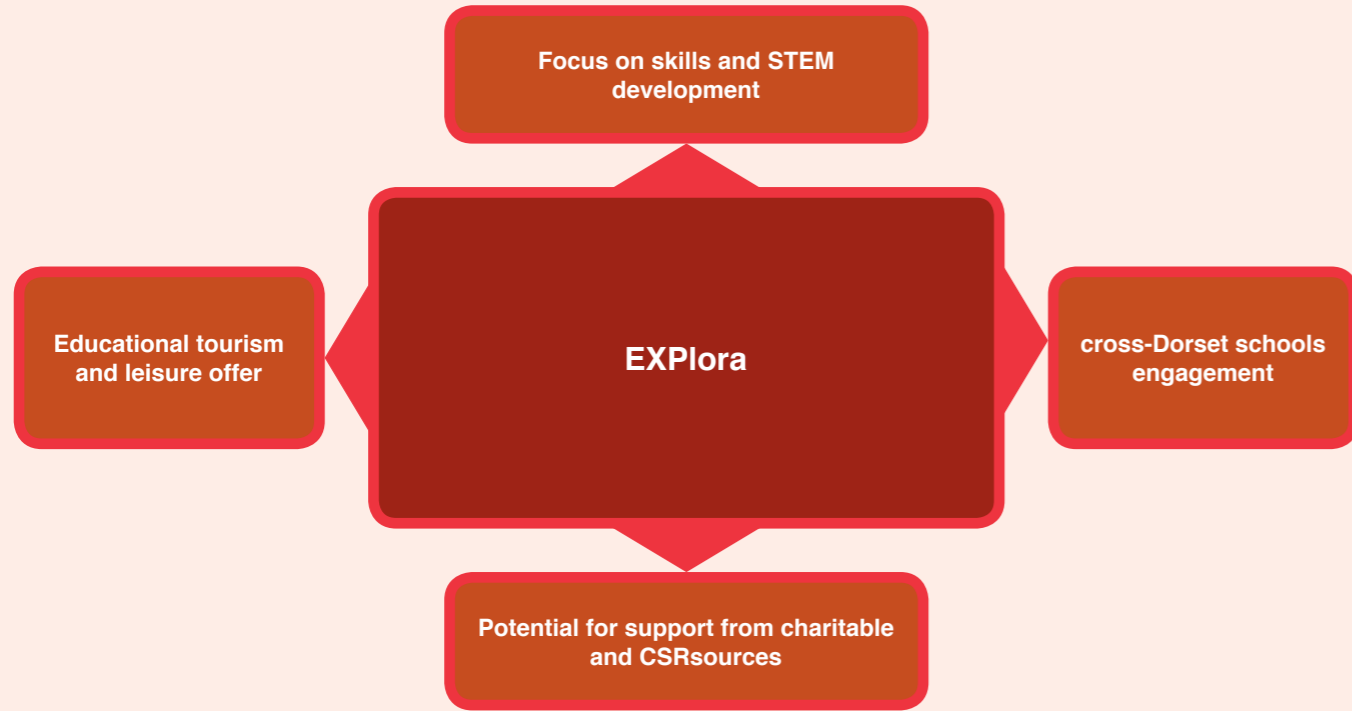 Focus on skills and STEM
development
Educational tourism
and leisure offer
EXPlora
cross-Dorset schools
engagement
Potential for support from charitable
and CSRsources